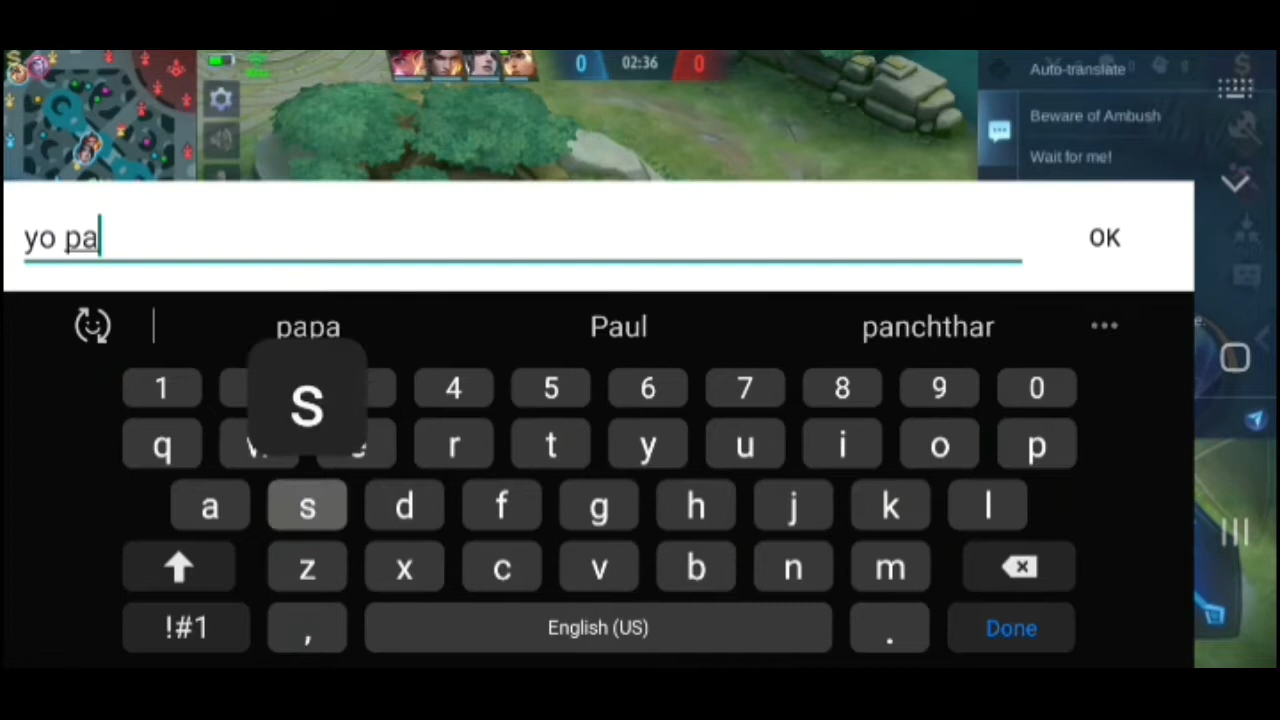 0 02:36 0
Auto-translate
Beware of Ambush
Wait for me!
yo pa
OK
papa Paul panchthar
1 4 5 6 7 8 9 0
s
q r t y u i o p
a s d f g h j k l
z x c v b n m
!#1 , English (US) . Done